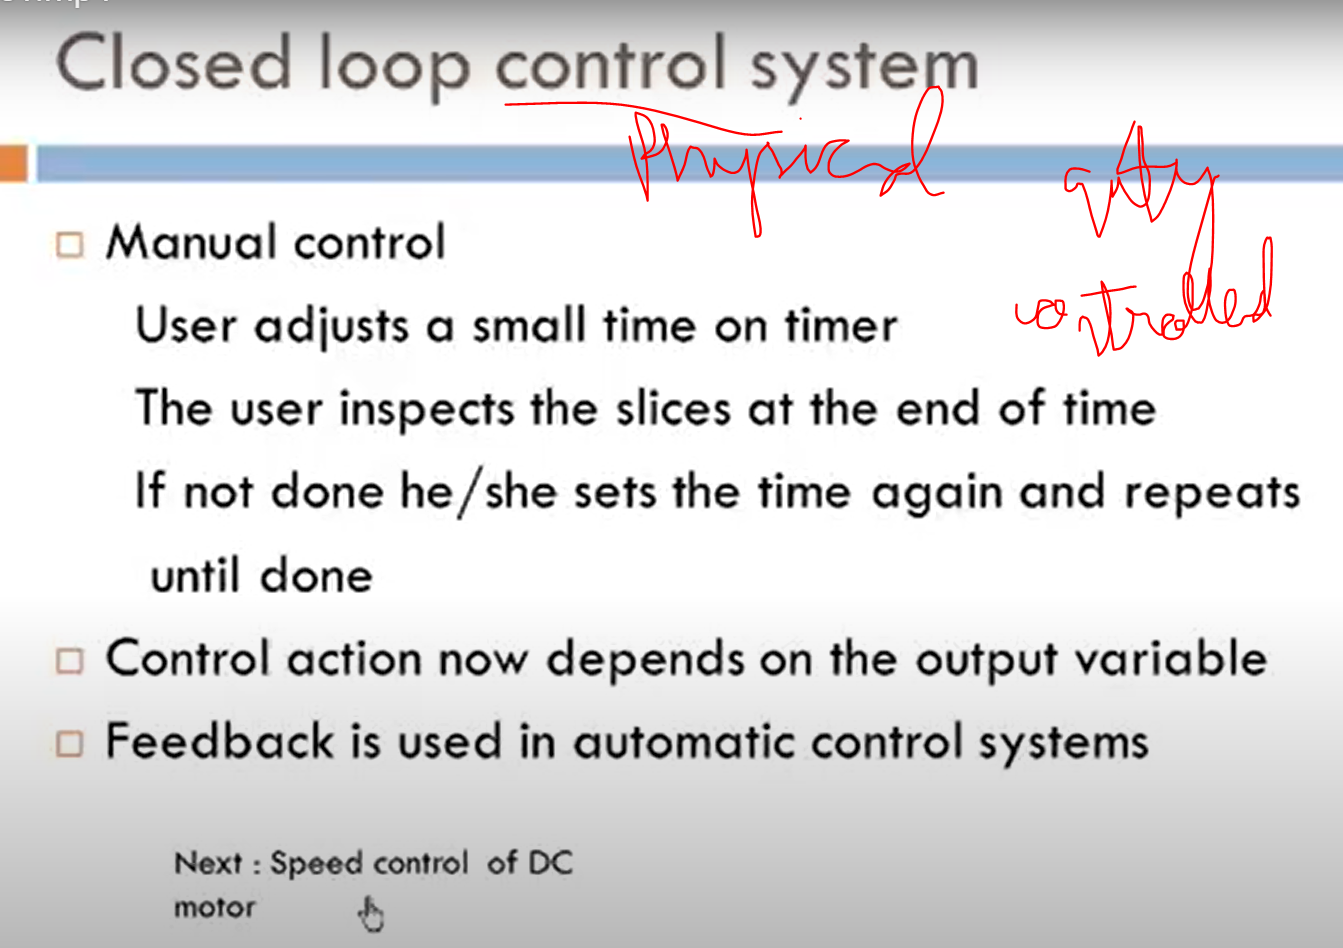 Closed loop control system
Physical qty
controlled
Manual control
User adjusts a small time on timer
The user inspects the slices at the end of time
If not done he/she sets the time again and repeats
until done
Control action now depends on the output variable
Feedback is used in automatic control systems
Next : Speed control of DC
motor